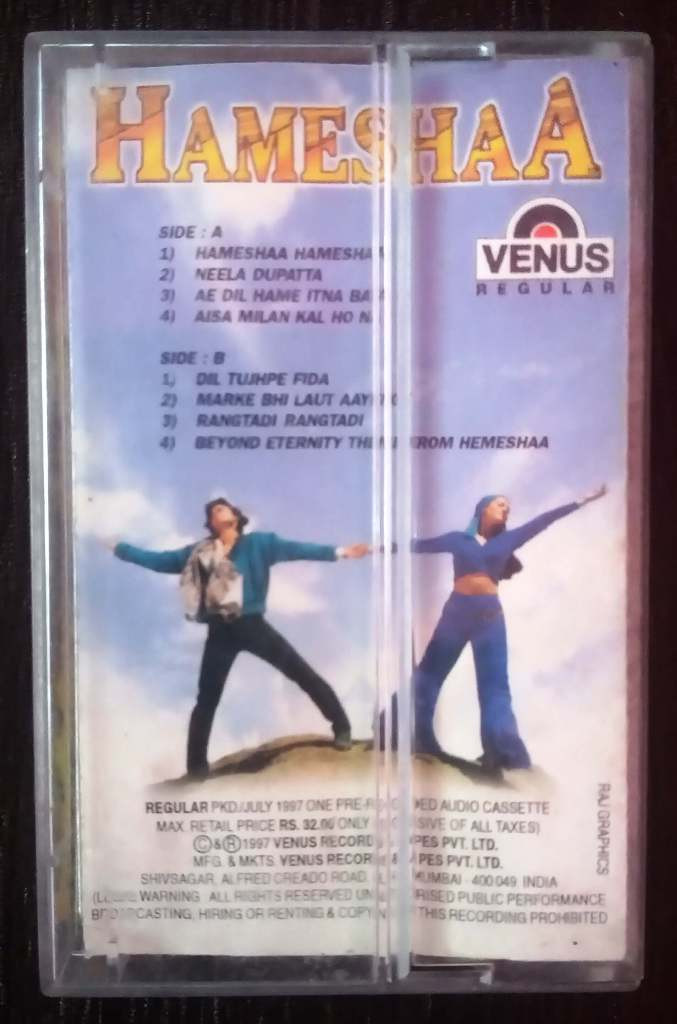 HAMESHAA
SIDE : A
1) HAMESHAA HAMESHAA
2) NEELA DUPATTA
3) AE DIL HAME ITNA
4) AISA MILAN KAL HO
VENUS
REGULAR
SIDE : B
1) DIL TUJHPE FIDA
2) MARKE BHI LAUT
3) RANGTADI RANGTADI
4) BEYOND ETERNITY FROM HEMESHAA
REGULAR PKD.JULY 1997 ONE AUDIO CASSETTE
MAX. RETAIL PRICE RS. 32.00 ONLY OF ALL TAXES)
©&Ⓡ1997 VENUS PVT. LTD.
MFG. & MKTS. VENUS PVT. LTD.
SHIVSAGAR, ALFRED CREADO ROAD, MUMBAI - 400 049. INDIA
WARNING : ALL RIGHTS RESERVED PUBLIC PERFORMANCE
HIRING OR RENTING & THIS RECORDING PROHIBITED
RAJ GRAPHICS